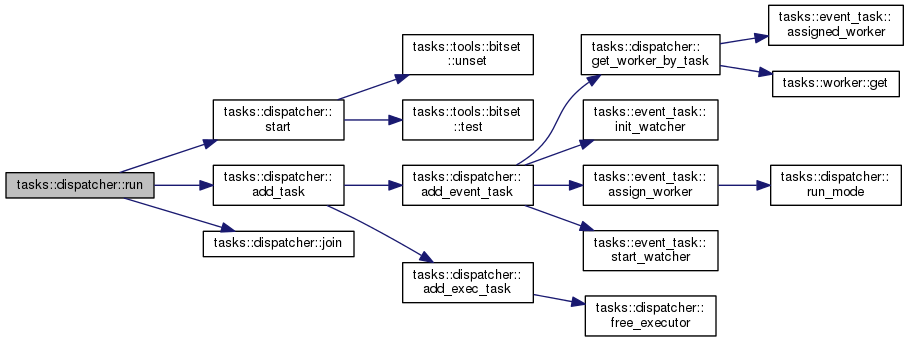 tasks::dispatcher::run
tasks::dispatcher::
start
tasks::dispatcher::
add_task
tasks::dispatcher::join
tasks::tools::bitset
::unset
tasks::tools::bitset
::test
tasks::dispatcher::
add_event_task
tasks::dispatcher::
add_exec_task
tasks::dispatcher::
get_worker_by_task
tasks::event_task::
init_watcher
tasks::event_task::
assign_worker
tasks::event_task::
start_watcher
tasks::dispatcher::
free_executor
tasks::event_task::
assigned_worker
tasks::worker::get
tasks::dispatcher::
run_mode